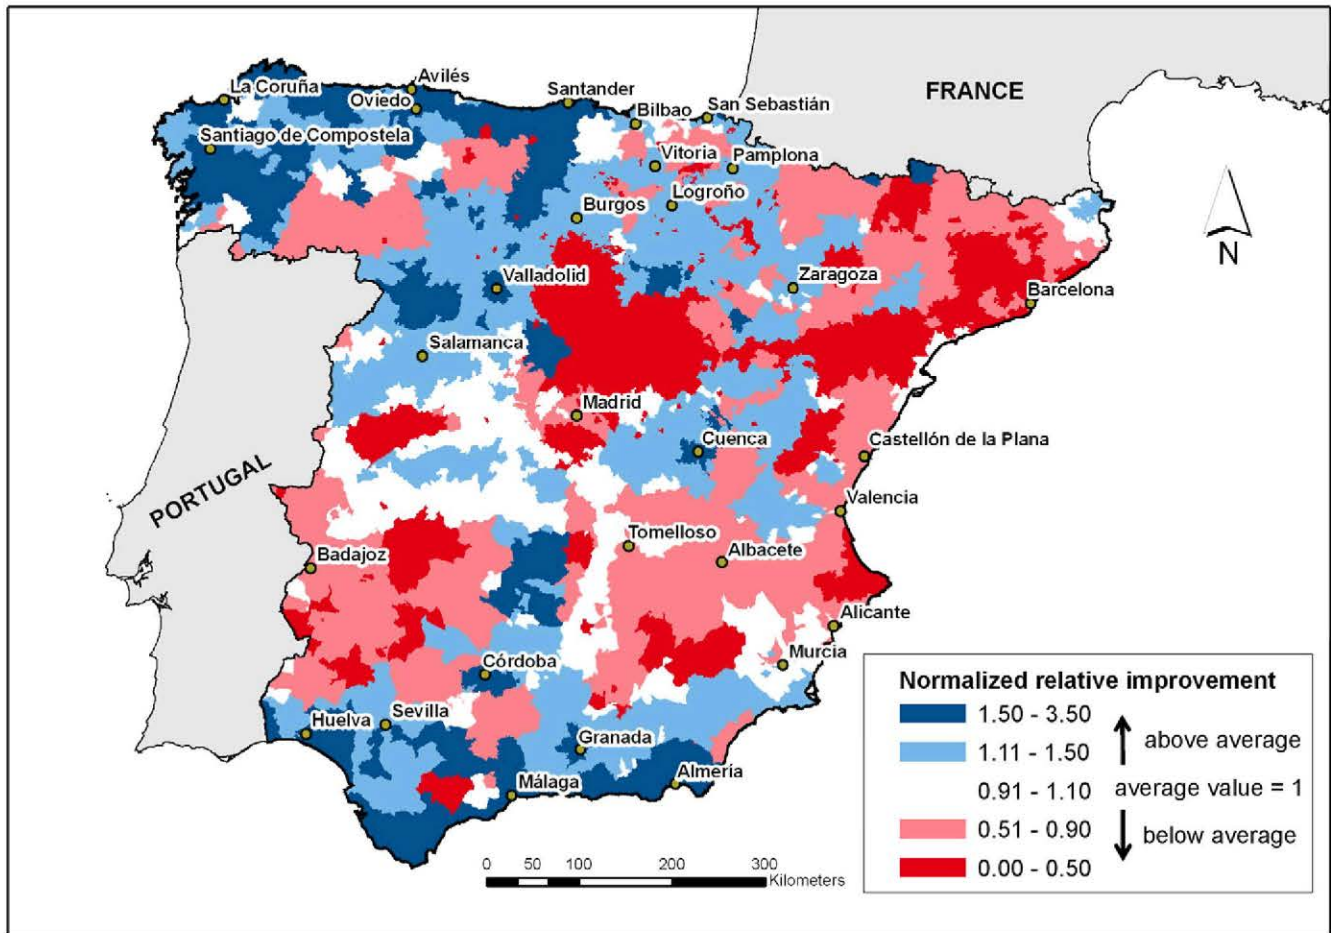 La Coruña
Avilés
Oviedo
Santander
Bilbao
San Sebastián
FRANCE
Santiago de Compostela
Vitoria
Pamplona
Logroño
Burgos
N
Valladolid
Zaragoza
Barcelona
Salamanca
Madrid
Cuenca
Castellón de la Plana
PORTUGAL
Valencia
Tomelloso
Albacete
Badajoz
Alicante
Murcia
Córdoba
Huelva
Sevilla
Granada
Málaga
Almería
Normalized relative improvement
1.50 - 3.50
above average
1.11 - 1.50
0.91 - 1.10
average value = 1
0.51 - 0.90
below average
0.00 - 0.50
0 50 100 200 300
Kilometers